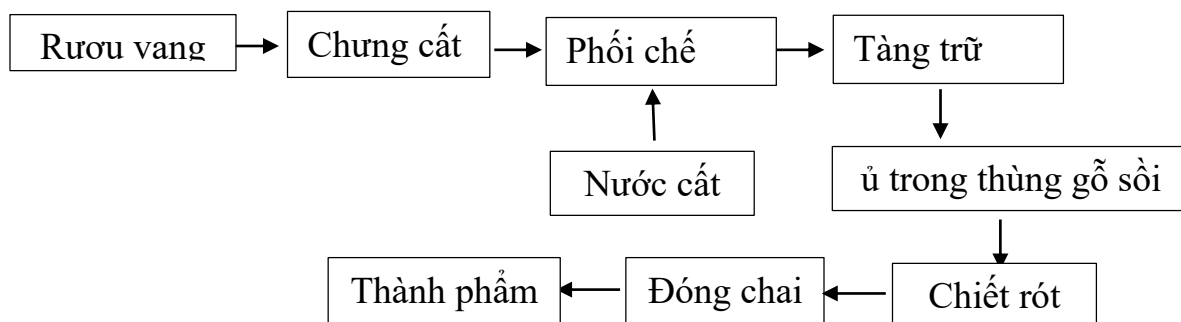 Rươu vang
Chưng cất
Phối chế
Tàng trữ
Nước cất
ủ trong thùng gỗ sồi
Thành phẩm
Đóng chai
Chiết rót